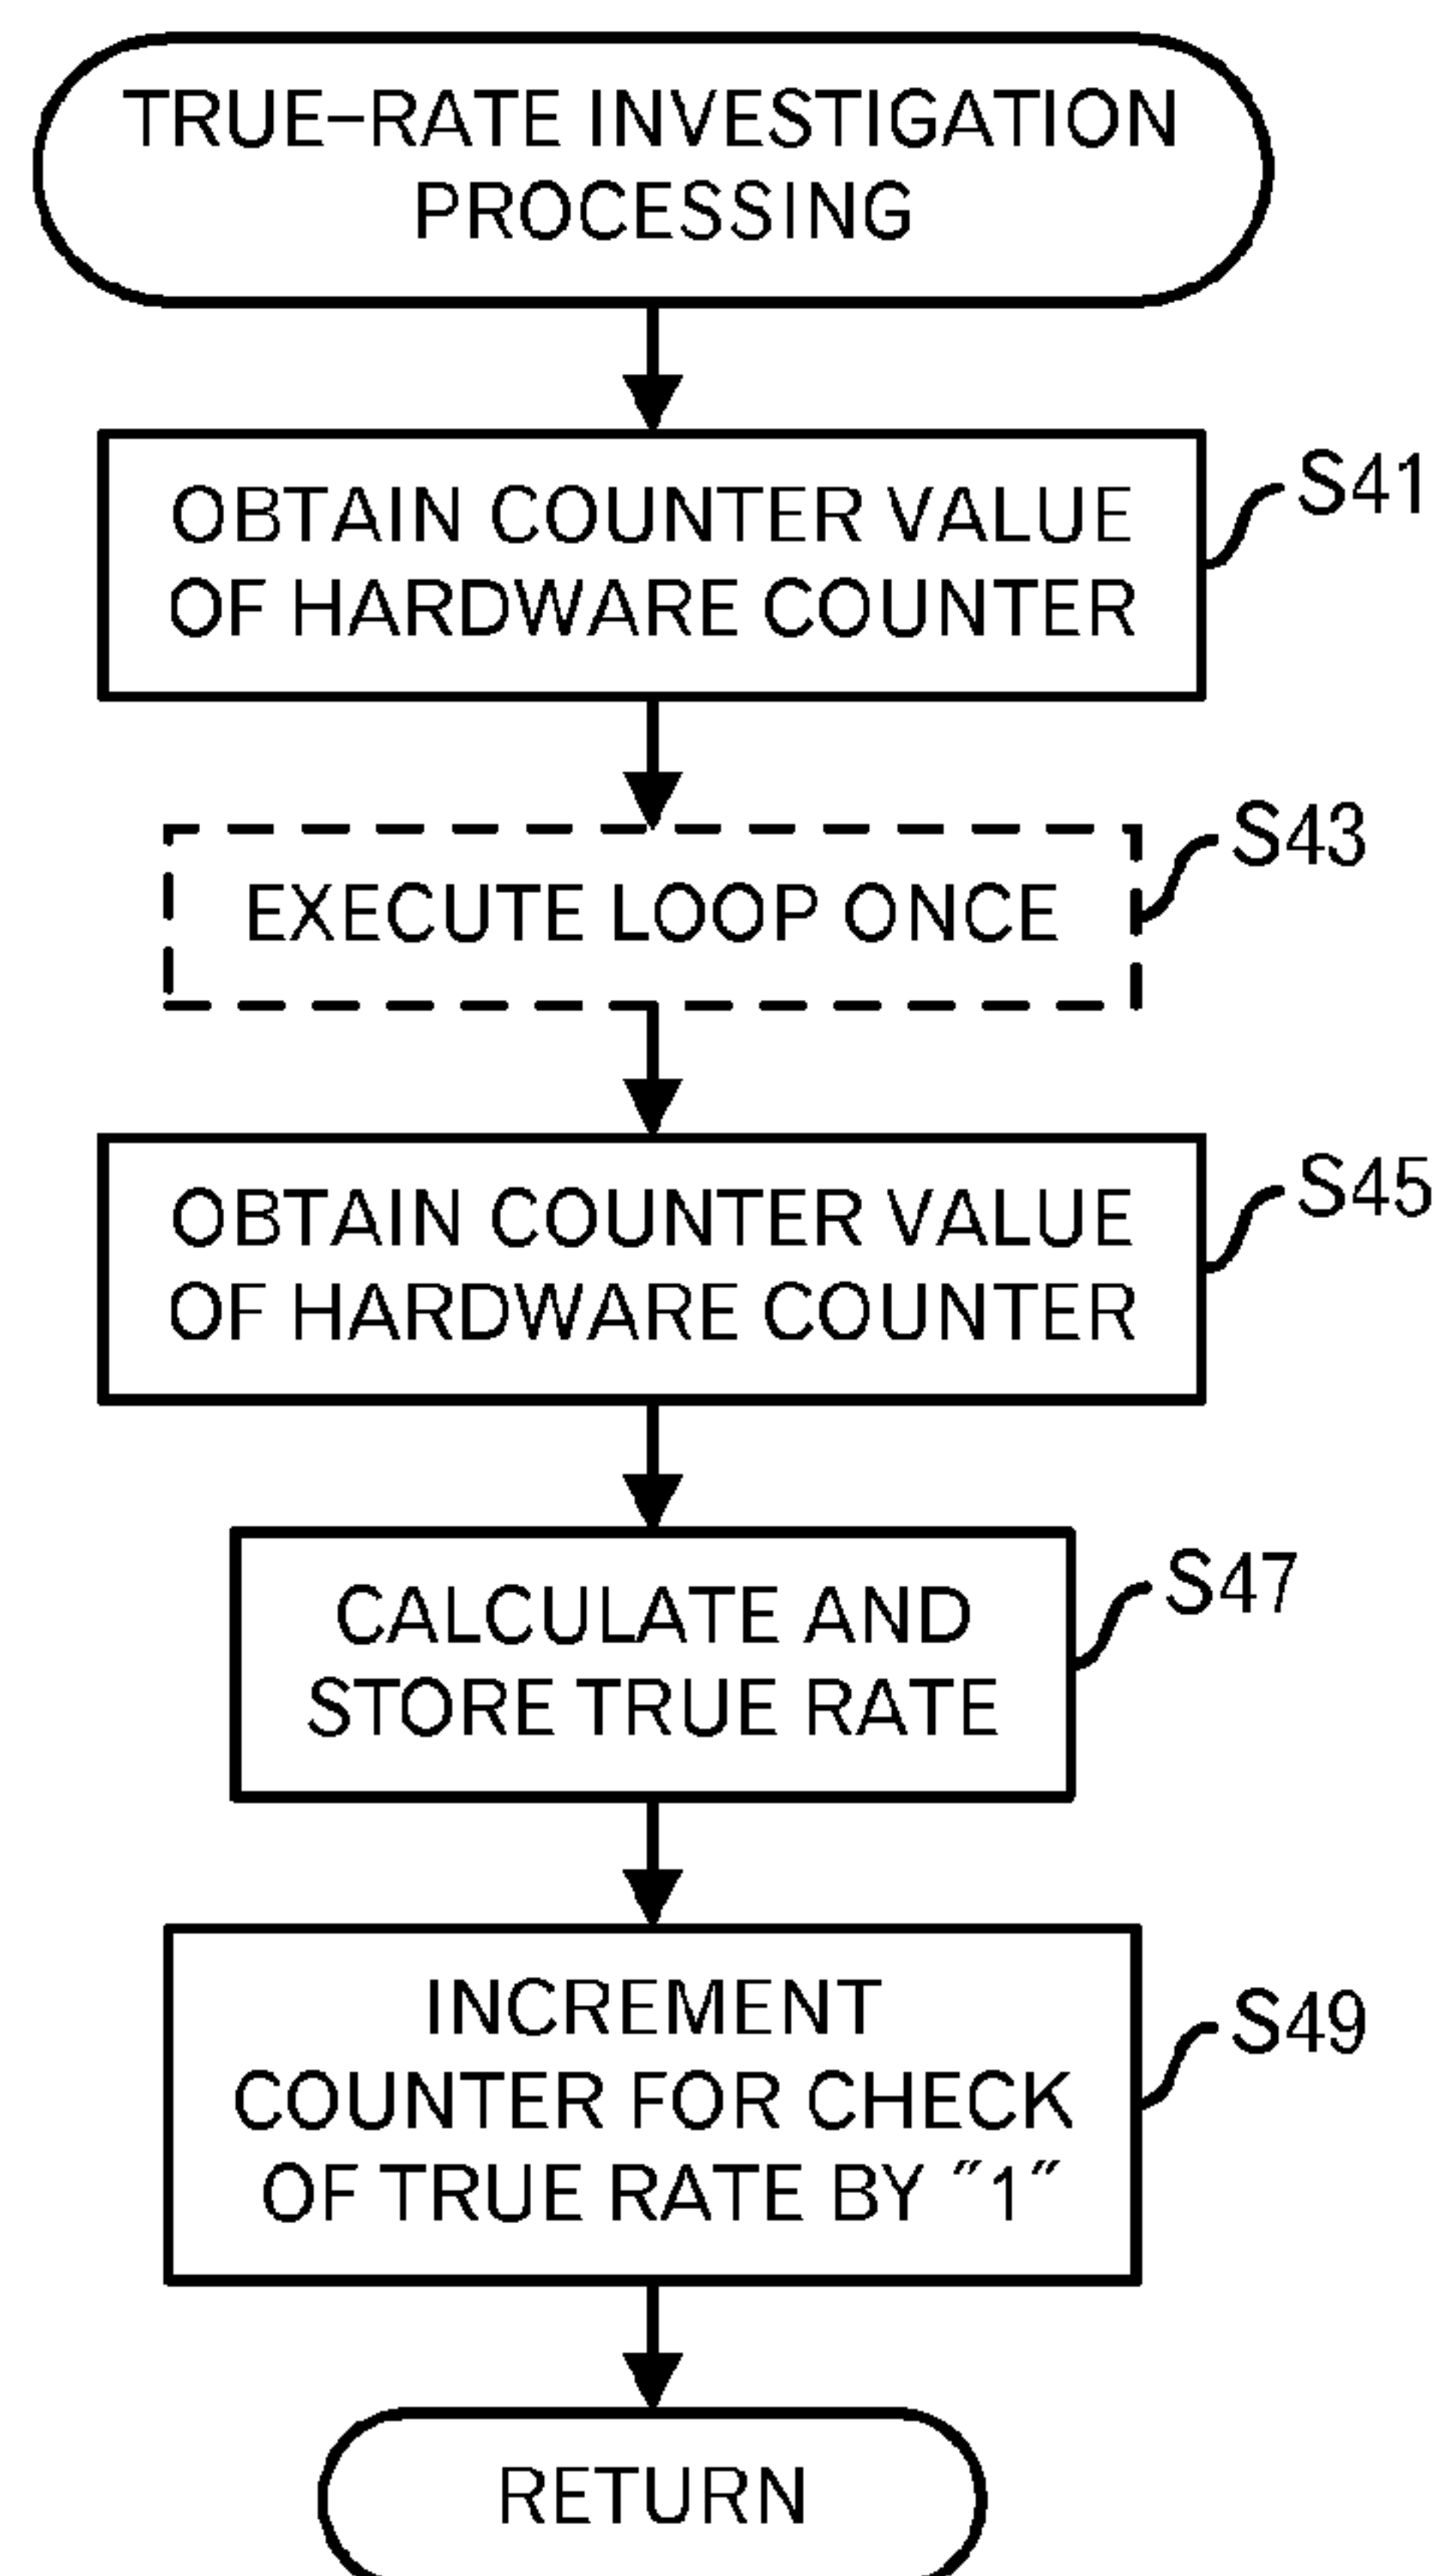 TRUE-RATE INVESTIGATION
PROCESSING
OBTAIN COUNTER VALUE
OF HARDWARE COUNTER
S41
EXECUTE LOOP ONCE
S43
OBTAIN COUNTER VALUE
OF HARDWARE COUNTER
S45
CALCULATE AND
STORE TRUE RATE
S47
INCREMENT
COUNTER FOR CHECK
OF TRUE RATE BY "1"
S49
RETURN